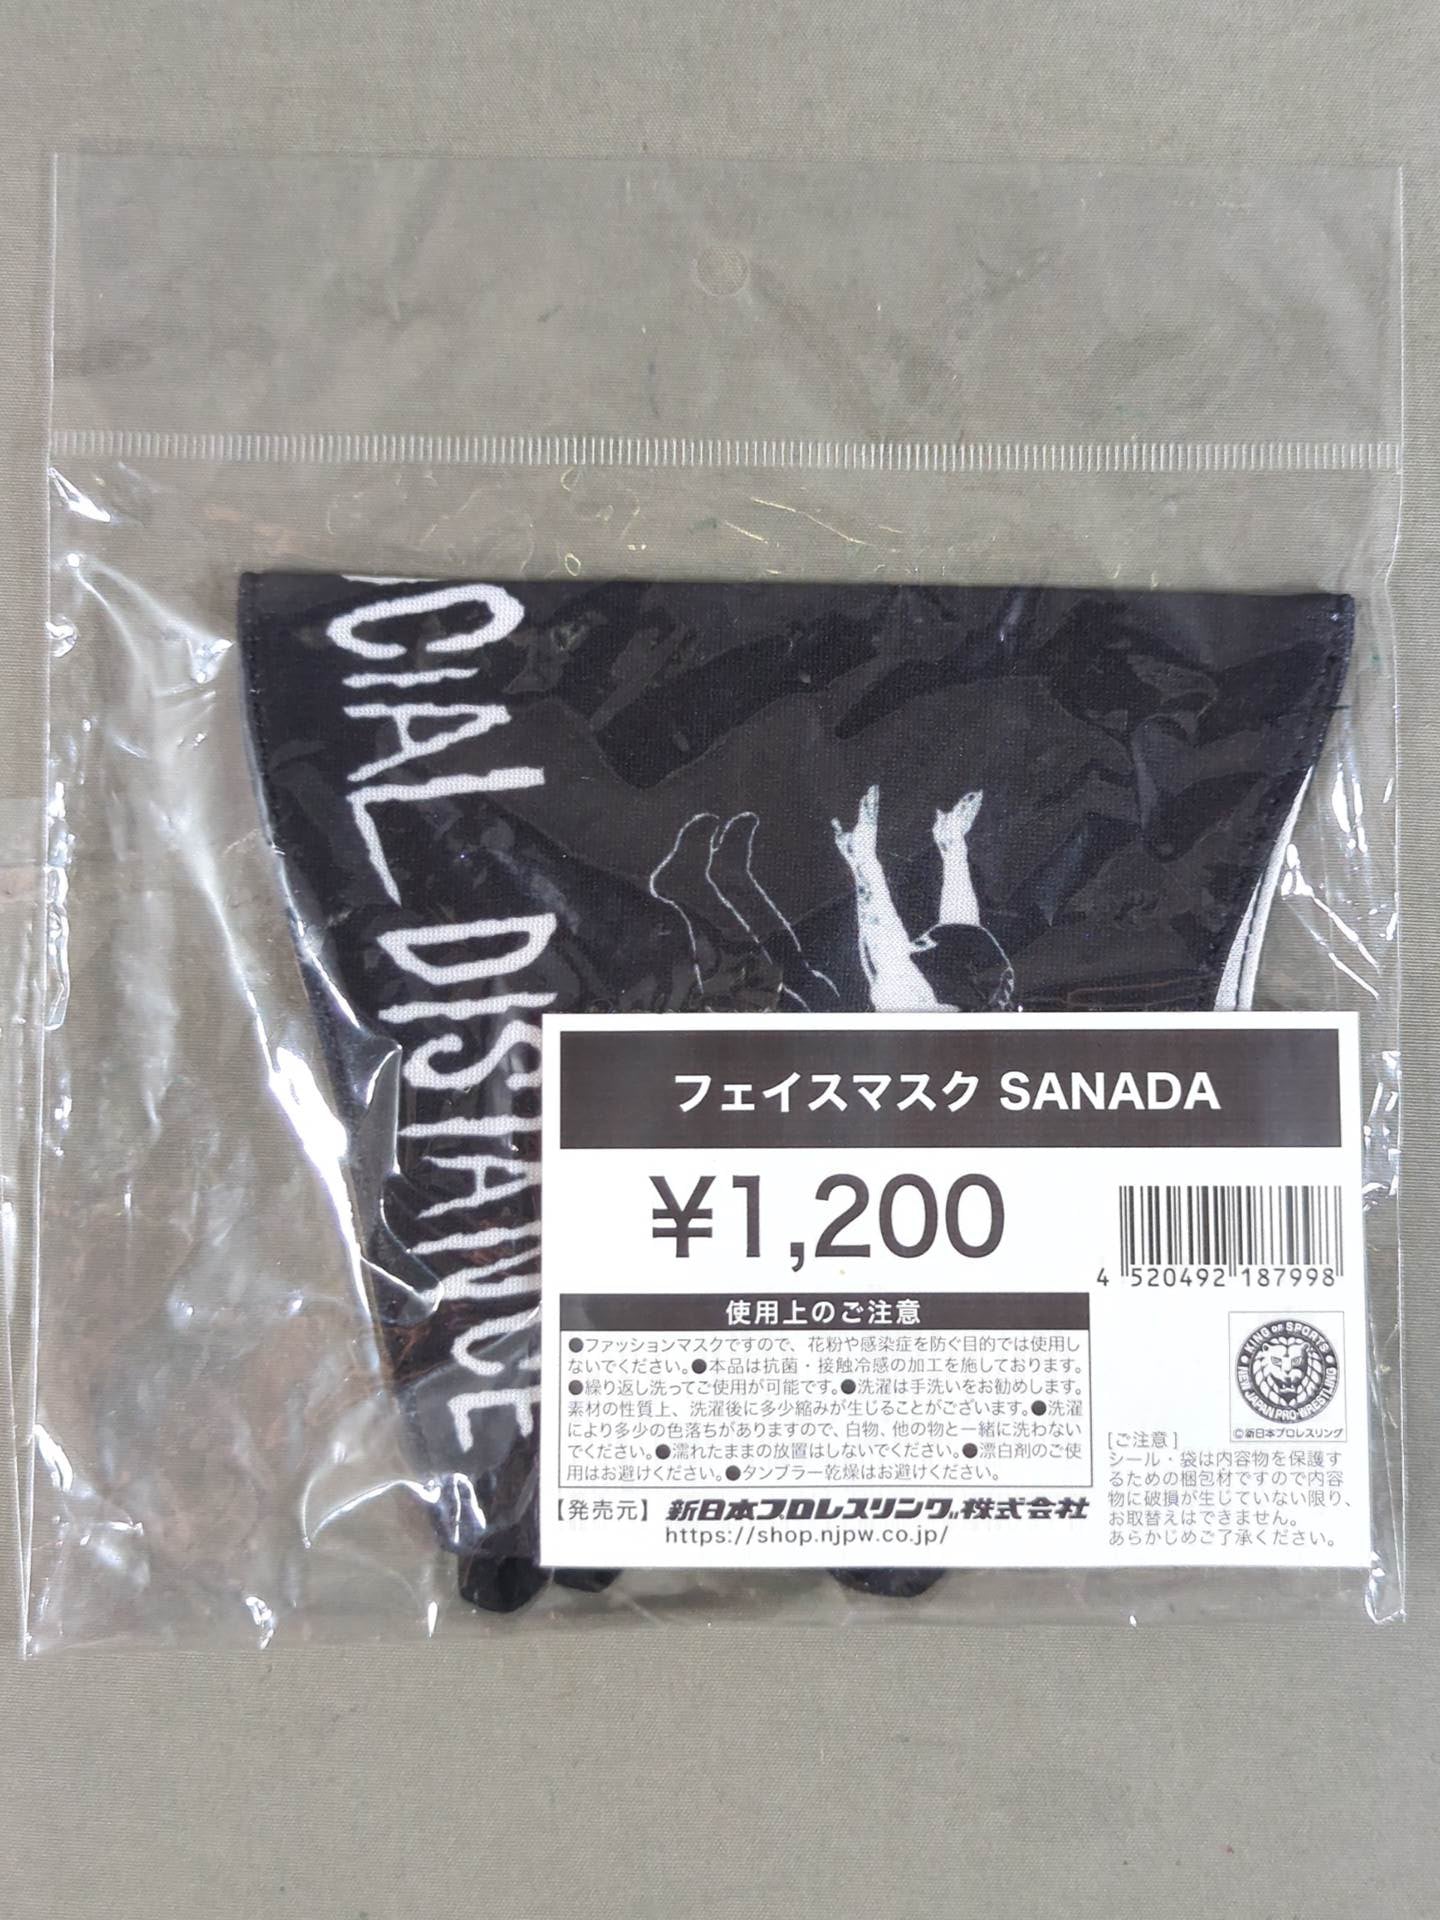 CIAL DISTANCE
フェイスマスク SANADA
¥1,200
4 520492 187998
使用上のご注意
●ファッションマスクですので、花粉や感染症を防ぐ目的では使用し
ないでください。●本品は抗菌・接触冷感の加工を施しております。
●繰り返し洗ってご使用が可能です。●洗濯は手洗いをお勧めします。
素材の性質上、洗濯後に多少縮みが生じることがございます。●洗濯
により多少の色落ちがありますので、白物、他の物と一緒に洗わない
でください。●濡れたままの放置はしないでください。●漂白剤のご使
用はお避けください。●タンブラー乾燥はお避けください。
【発売元】新日本プロレスリング株式会社
https://shop.njpw.co.jp/
KING OF SPORTS
NEW JAPAN PRO-WRESTLING
©新日本プロレスリング
[ご注意]
シール・袋は内容物を保護す
るための梱包材ですので内容
物に破損が生じていない限り、
お取替えはできません。
あらかじめご了承ください。